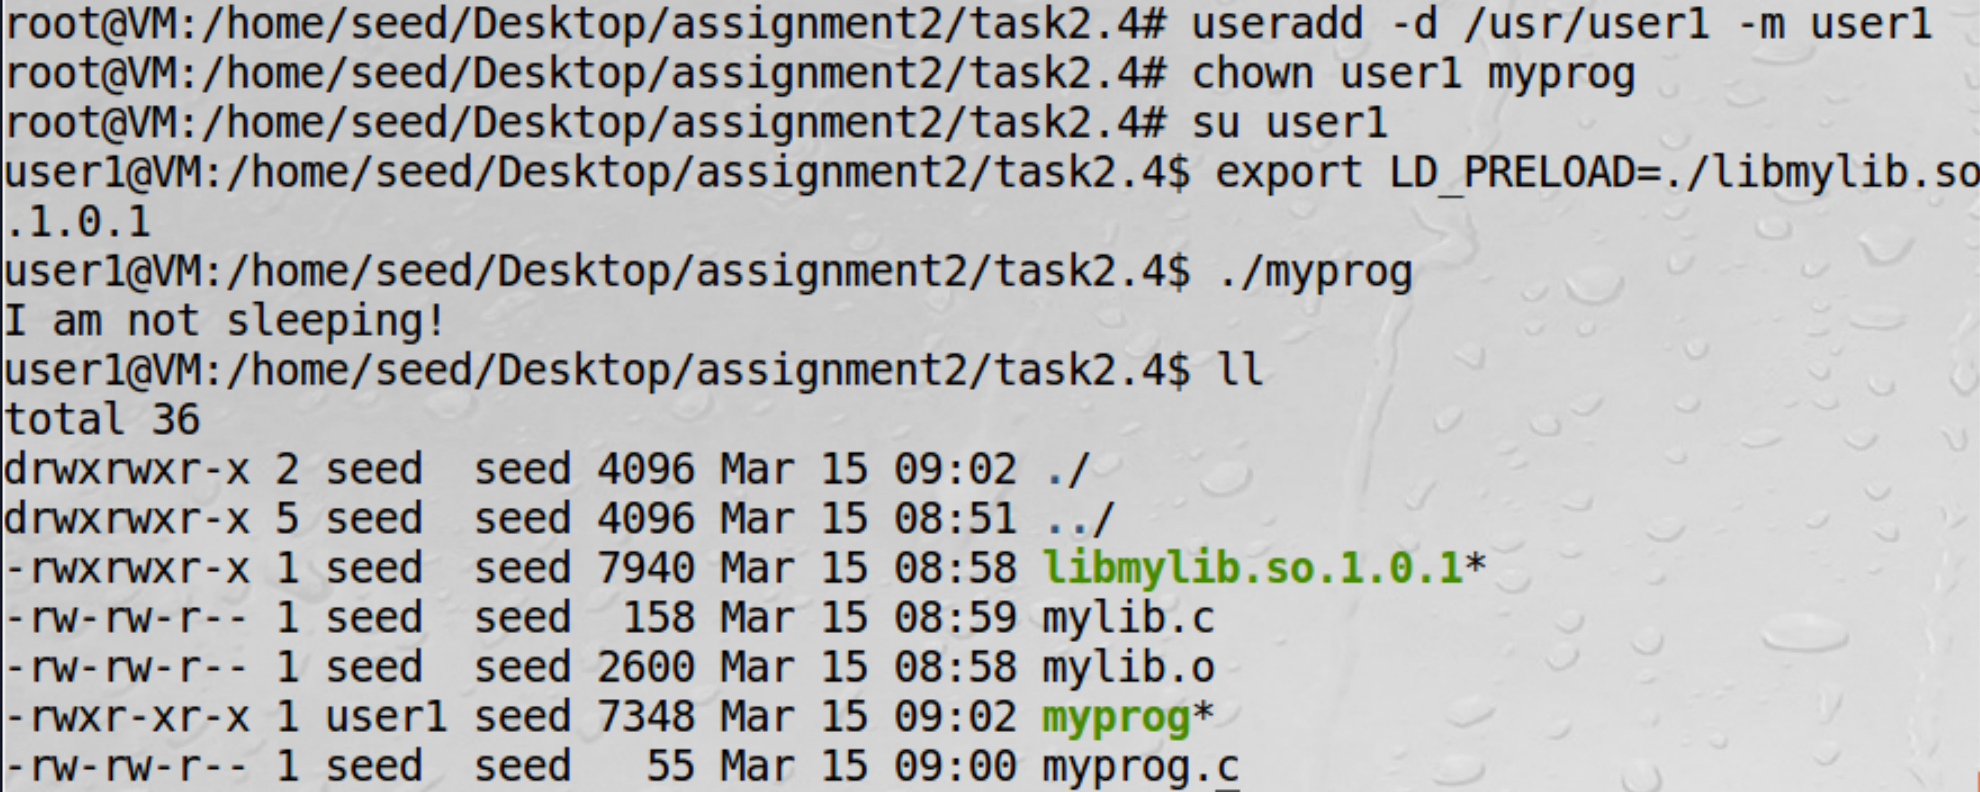 root@VM:/home/seed/Desktop/assignment2/task2.4# useradd -d /usr/user1 -m user1
root@VM:/home/seed/Desktop/assignment2/task2.4# chown user1 myprog
root@VM:/home/seed/Desktop/assignment2/task2.4# su user1
user1@VM:/home/seed/Desktop/assignment2/task2.4$ export LD_PRELOAD=./libmylib.so
.1.0.1
user1@VM:/home/seed/Desktop/assignment2/task2.4$ ./myprog
I am not sleeping!
user1@VM:/home/seed/Desktop/assignment2/task2.4$ ll
total 36
drwxrwxr-x 2 seed  seed 4096 Mar 15 09:02 ./
drwxrwxr-x 5 seed  seed 4096 Mar 15 08:51 ../
-rwxrwxr-x 1 seed  seed 7940 Mar 15 08:58 libmylib.so.1.0.1*
-rw-rw-r-- 1 seed  seed  158 Mar 15 08:59 mylib.c
-rw-rw-r-- 1 seed  seed 2600 Mar 15 08:58 mylib.o
-rwxr-xr-x 1 user1 seed 7348 Mar 15 09:02 myprog*
-rw-rw-r-- 1 seed  seed   55 Mar 15 09:00 myprog.c